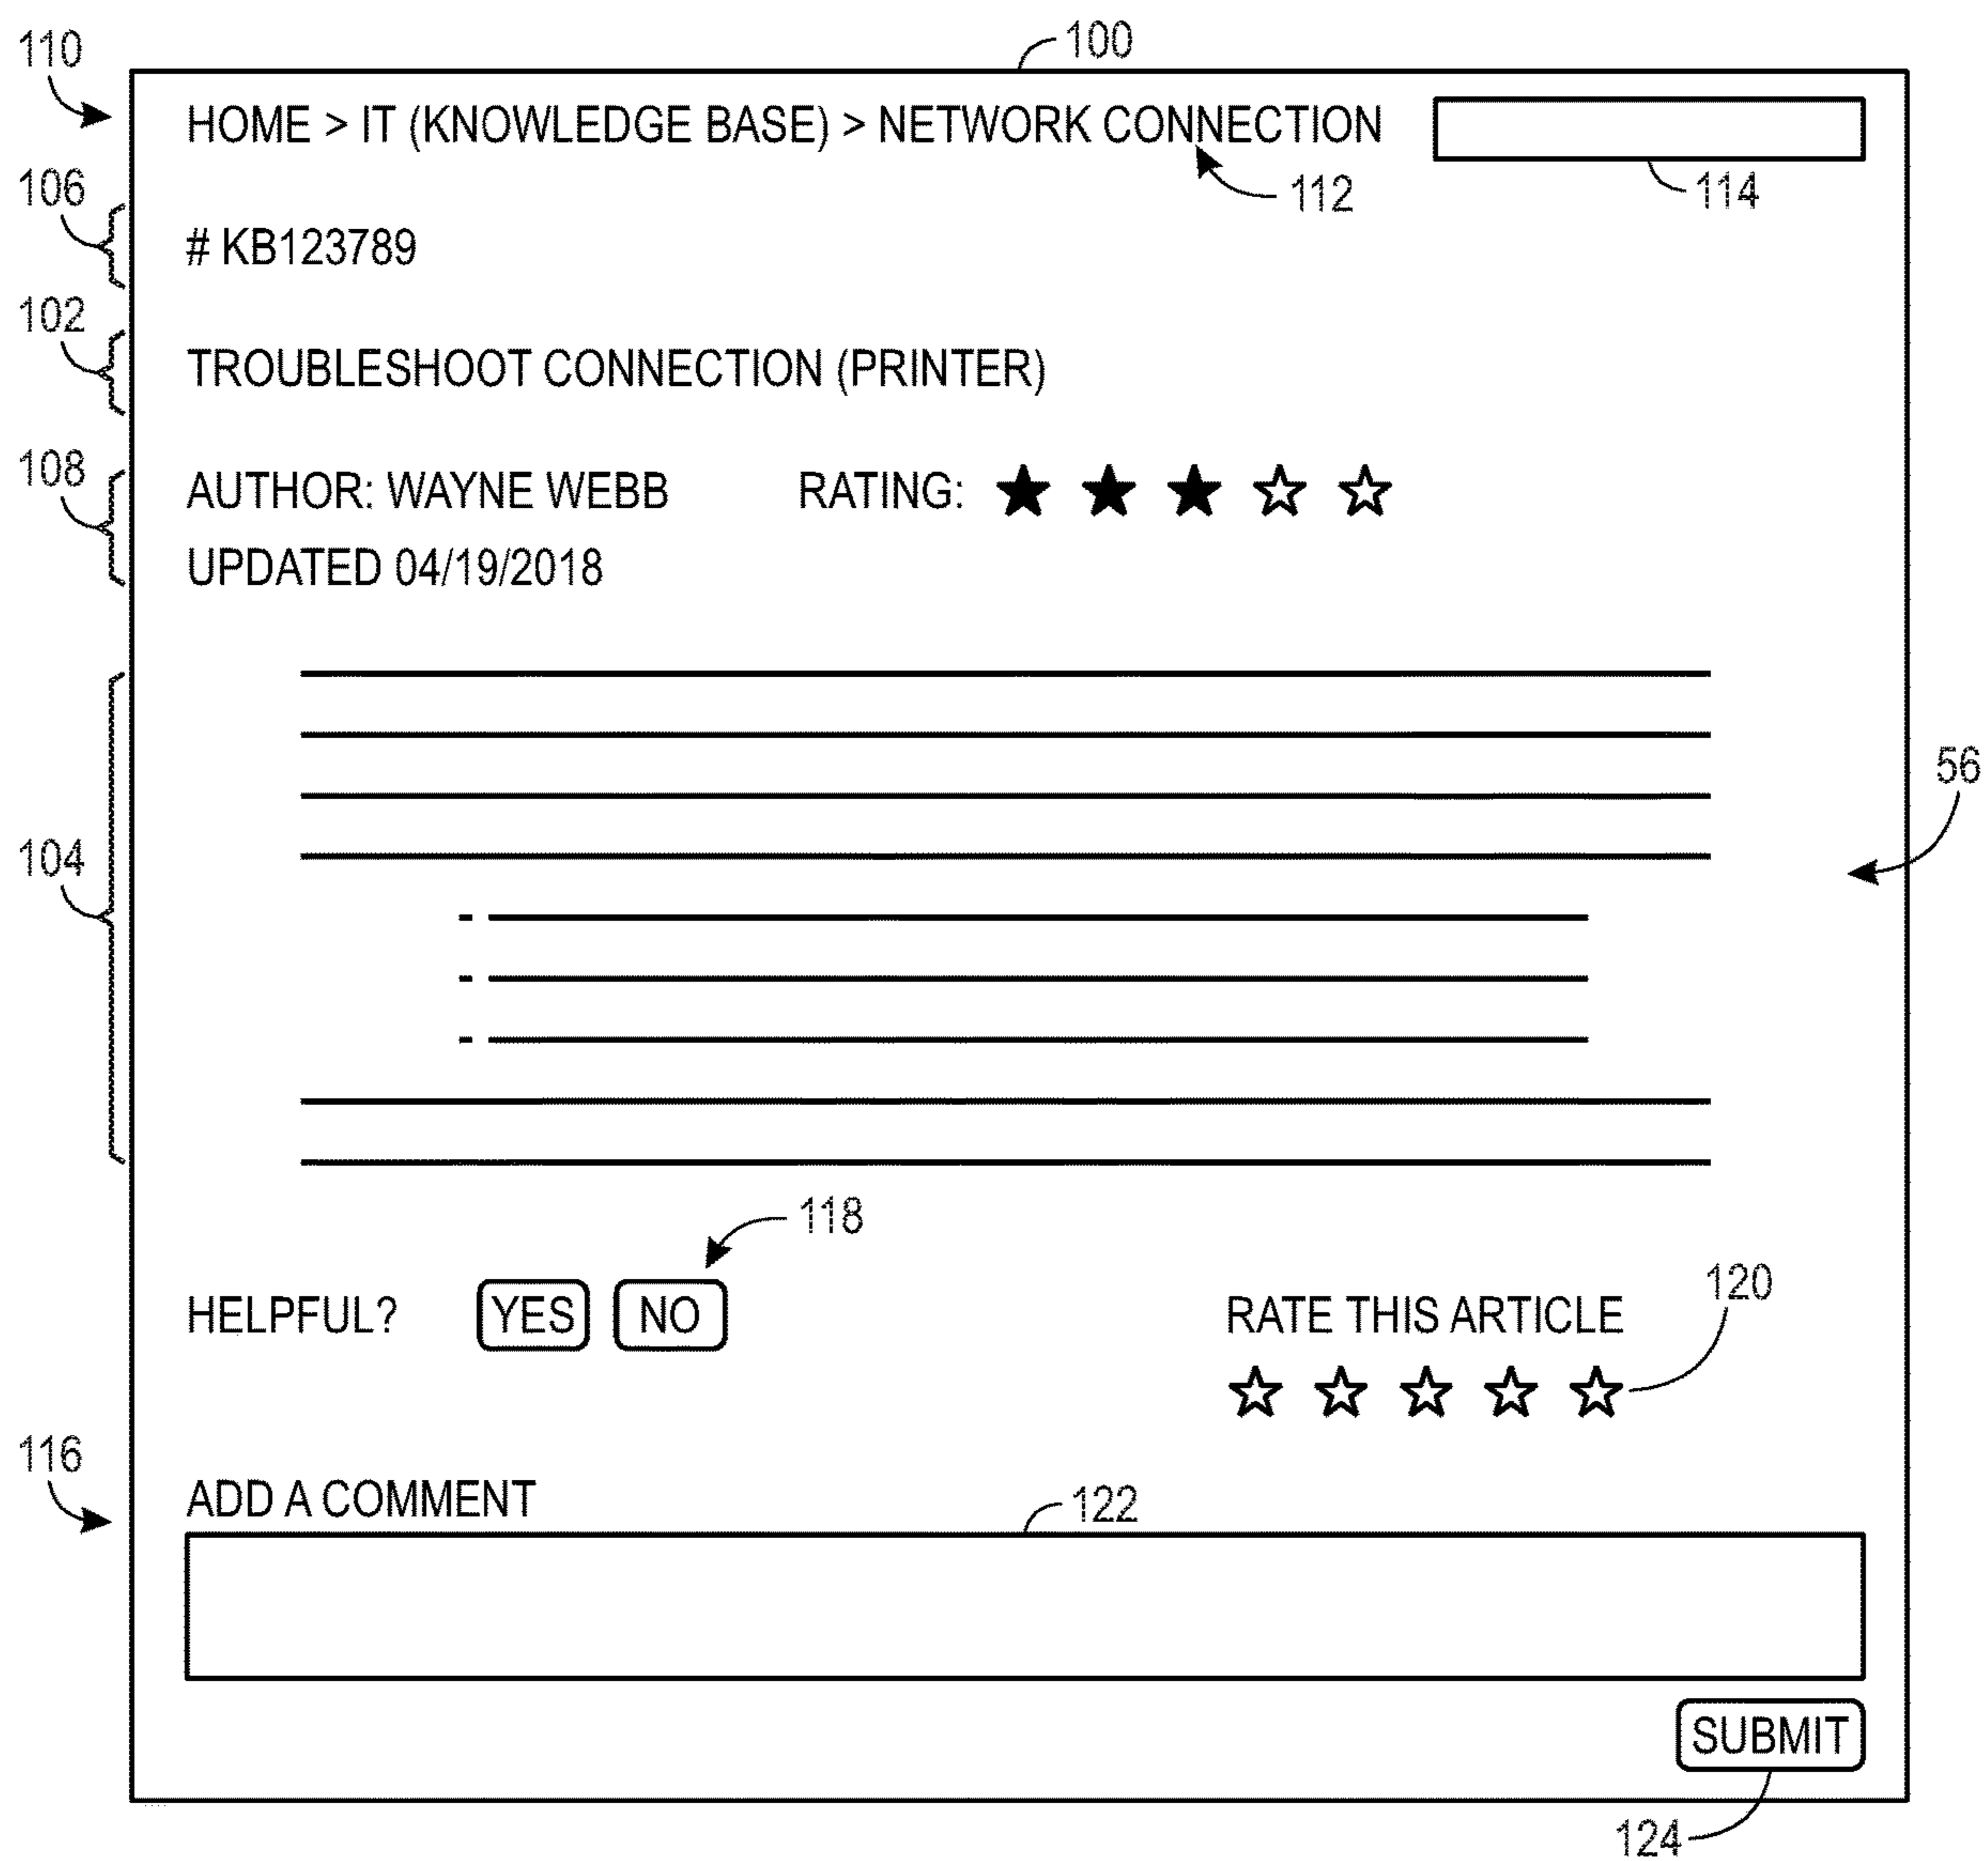 100
110
HOME > IT (KNOWLEDGE BASE) > NETWORK CONNECTION
112
114
106
# KB123789
102
TROUBLESHOOT CONNECTION (PRINTER)
108
AUTHOR: WAYNE WEBB RATING:
UPDATED 04/19/2018
56
104
118
HELPFUL? YES NO
RATE THIS ARTICLE
120
116
ADD A COMMENT
122
SUBMIT
124